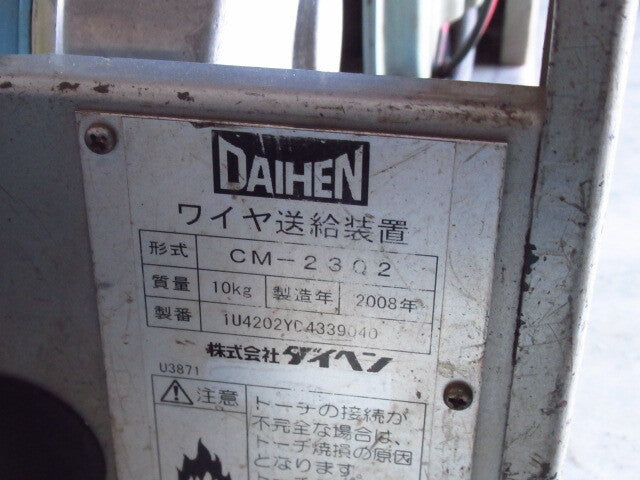 DAIHEN
ワイヤ送給装置
形式 CM-2302
質量 10kg 製造年 2008年
製番 1U4202YC4339040
株式会社ダイヘン
U3871
注意
トーチの接続が
不完全な場合は、
トーチ焼損の原因
となります。